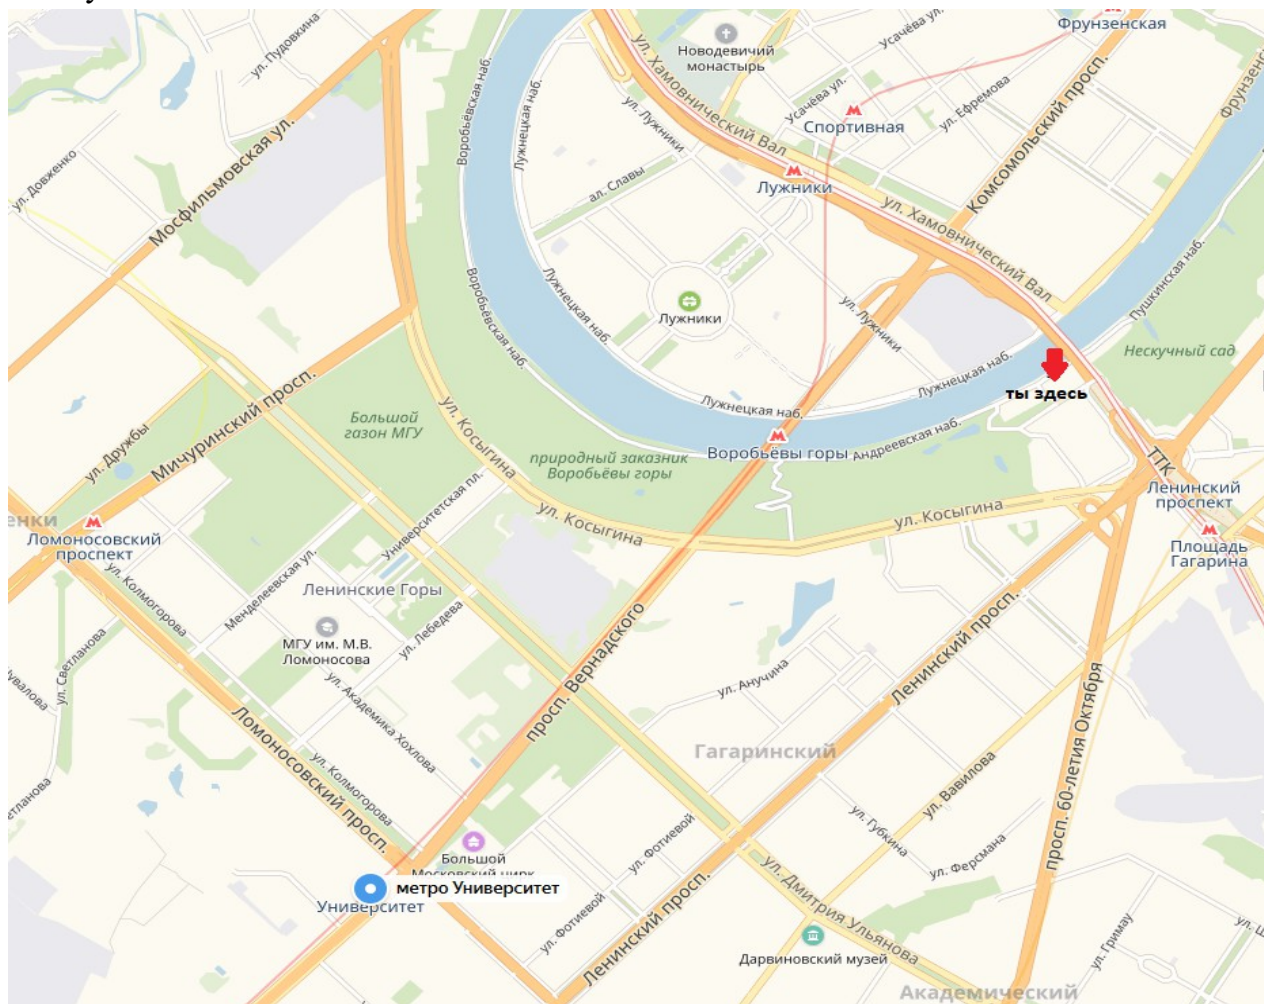 Фрунзенская
Усачёва ул.
ул. Пудовкина
Новодевичий
монастырь
ул. Хамовнический Вал
Комсомольский просп.
Воробьёвская наб.
Лужнецкая наб.
ул. Лужники
Усачёва ул.
ул. Ефремова
Спортивная
Фрунзенс
ул. Довженко
Мосфильмовская ул.
ал. Славы
Лужники
ул. Хамовнический Вал
Пушкинская наб.
Воробьёвская наб.
Лужнецкая наб.
Лужники
ул. Лужники
Нескучный сад
ты здесь
Лужнецкая наб.
Лужнецкая наб.
Мичуринский просп.
Большой
газон МГУ
ул. Косыгина
ул. Дружбы
природный заказник
Воробьёвы горы
Воробьёвы горы
Андреевская наб.
ТТК
Ленинский
проспект
Университетская пл.
ул. Косыгина
ул. Косыгина
енки
Ломоносовский
проспект
Площадь
Гагарина
ул. Колмогорова
Менделеевская ул.
Ленинские Горы
ул. Лебедева
МГУ им. М.В.
Ломоносова
просп. Вернадского
Ленинский просп.
ул. Светланова
Шувалова
ул. Академика Хохлова
ул. Анучина
просп. 60-летия Октября
Ломоносовский просп.
Гагаринский
ул. Колмогорова
ул. Вавилова
етланова
ул. Губкина
ул. Ферсмана
Большой
Московский цирк
ул. Фотиевой
метро Университет
Университет
ул. Фотиевой
Ленинский просп.
ул. Дмитрия Ульянова
ул. Гримау
Дарвиновский музей
Академический